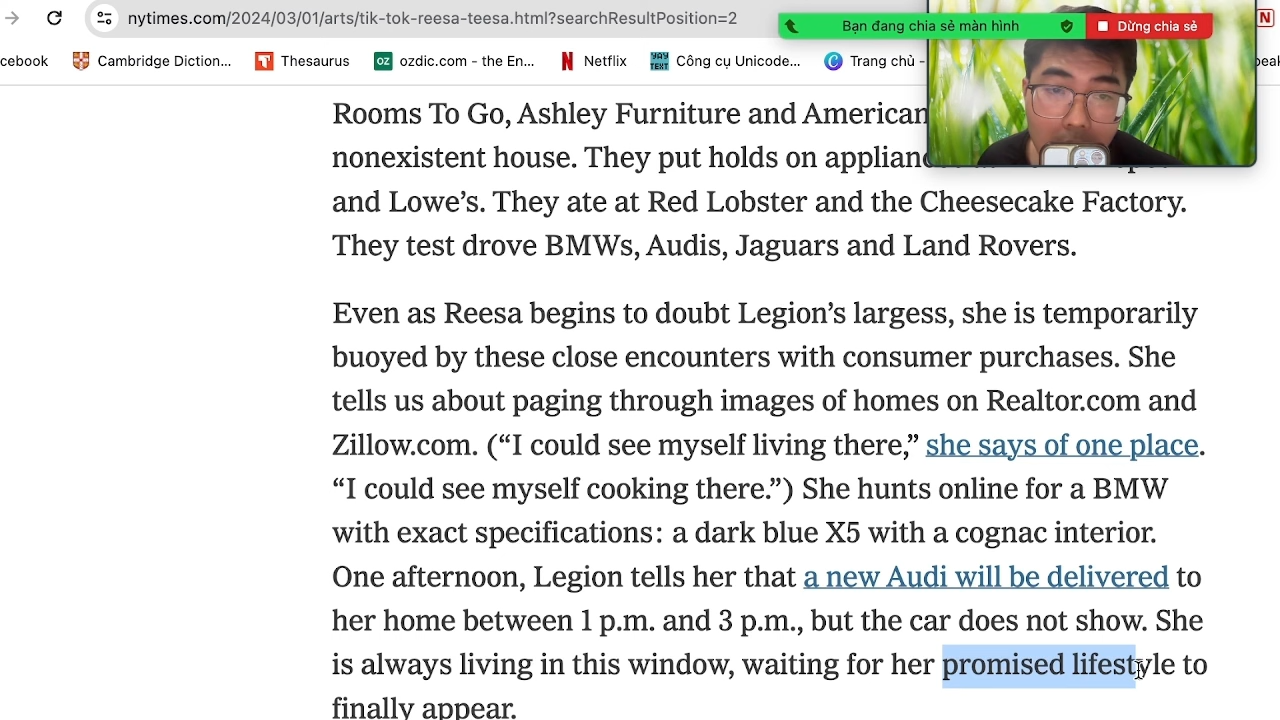 nytimes.com/2024/03/01/arts/tik-tok-reesa-teesa.html?searchResultPosition=2
Bạn đang chia sẻ màn hình
Dừng chia sẻ
cebook
Cambridge Diction...
Thesaurus
ozdic.com - the En...
Netflix
Công cụ Unicode...
Trang chủ -
Rooms To Go, Ashley Furniture and American
nonexistent house. They put holds on
and Lowe’s. They ate at Red Lobster and the Cheesecake Factory.
They test drove BMWs, Audis, Jaguars and Land Rovers.
Even as Reesa begins to doubt Legion’s largess, she is temporarily
buoyed by these close encounters with consumer purchases. She
tells us about paging through images of homes on Realtor.com and
Zillow.com. (“I could see myself living there,” she says of one place.
“I could see myself cooking there.”) She hunts online for a BMW
with exact specifications: a dark blue X5 with a cognac interior.
One afternoon, Legion tells her that a new Audi will be delivered to
her home between 1 p.m. and 3 p.m., but the car does not show. She
is always living in this window, waiting for her promised lifestyle to
finally appear.